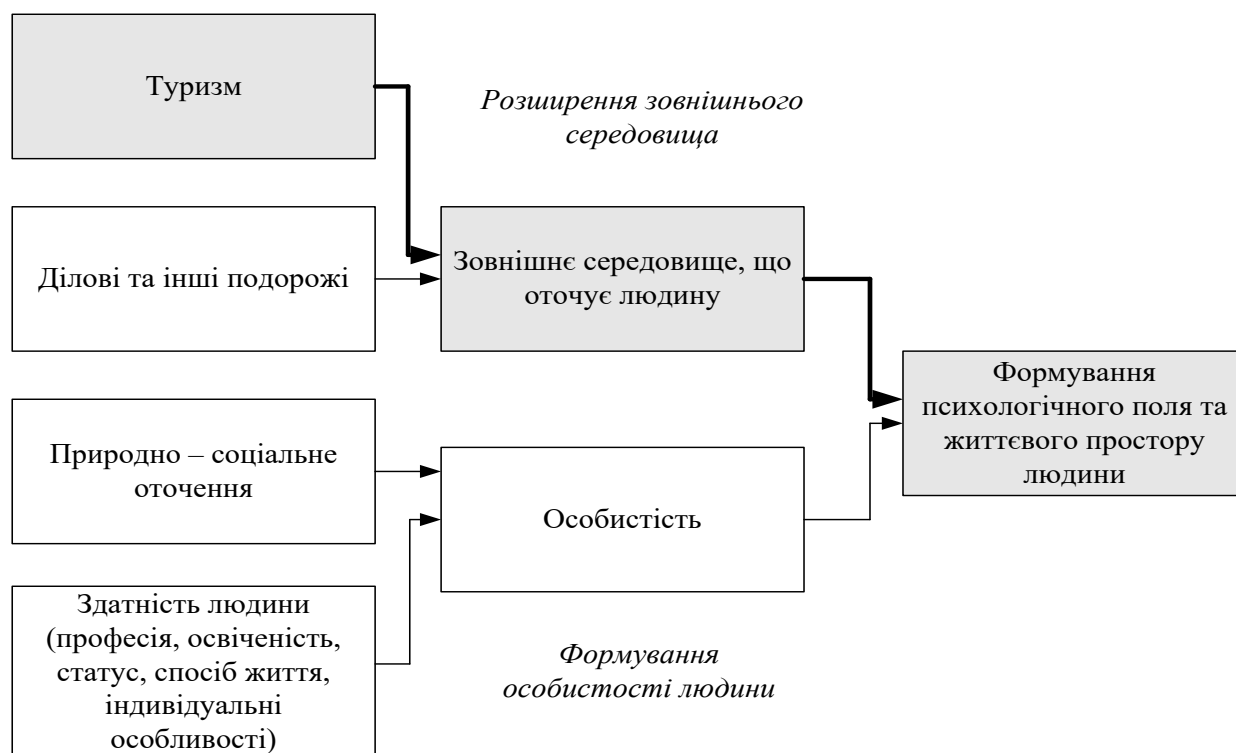 Туризм
Розширення зовнішнього
середовища
Ділові та інші подорожі
Зовнішнє середовище, що
оточує людину
Формування
психологічного поля та
життєвого простору
людини
Природно – соціальне
оточення
Особистість
Здатність людини
(професія, освіченість,
статус, спосіб життя,
індивідуальні
особливості)
Формування
особистості людини